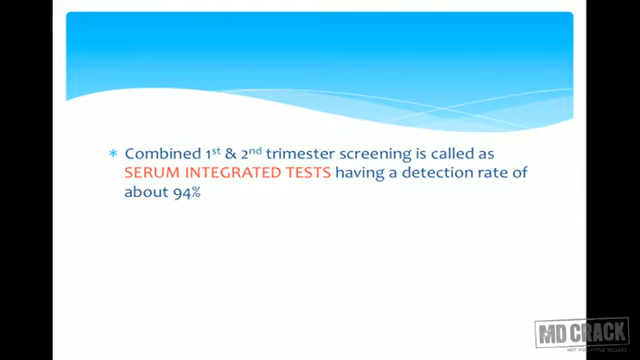 * Combined 1st & 2nd trimester screening is called as
SERUM INTEGRATED TESTS having a detection rate of
about 94%
MD CRACK